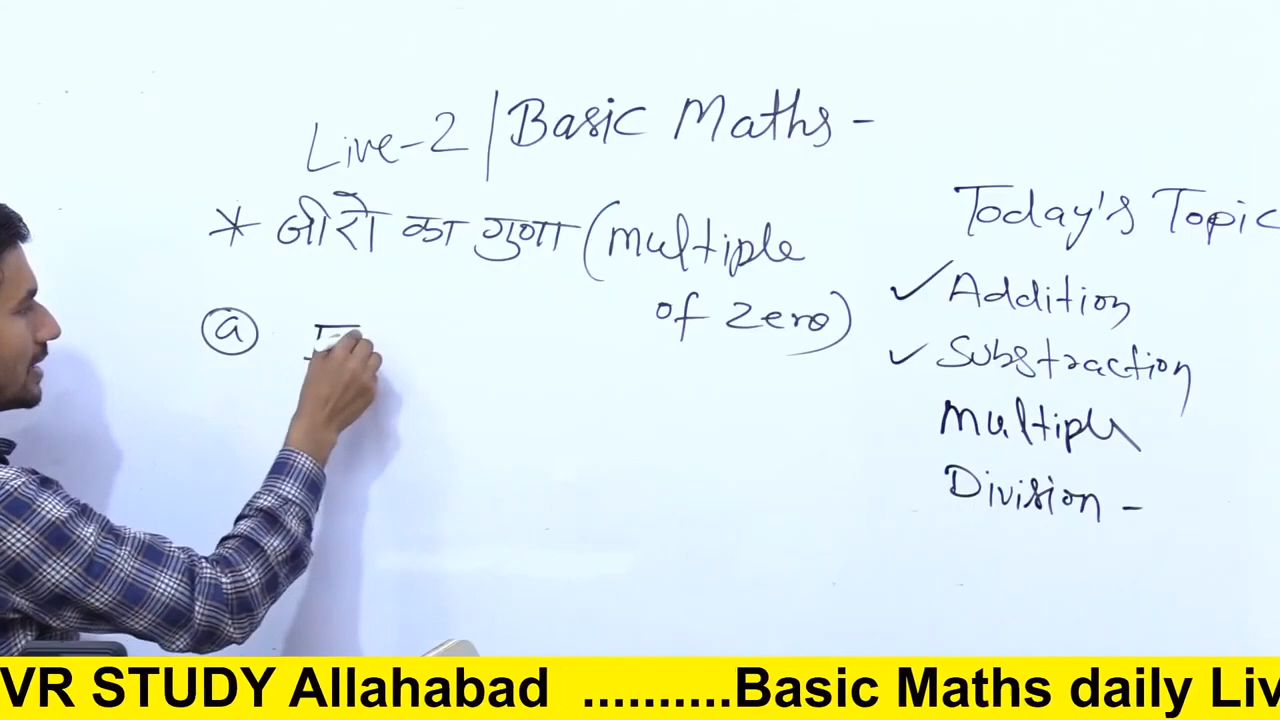 Live-2 | Basic Maths -
* जीरो का गुणा (multiple
of zero)
a
Today's Topic
✓ Addition
✓ Substraction
Multiple
Division -
VR STUDY Allahabad ..........Basic Maths daily Liv